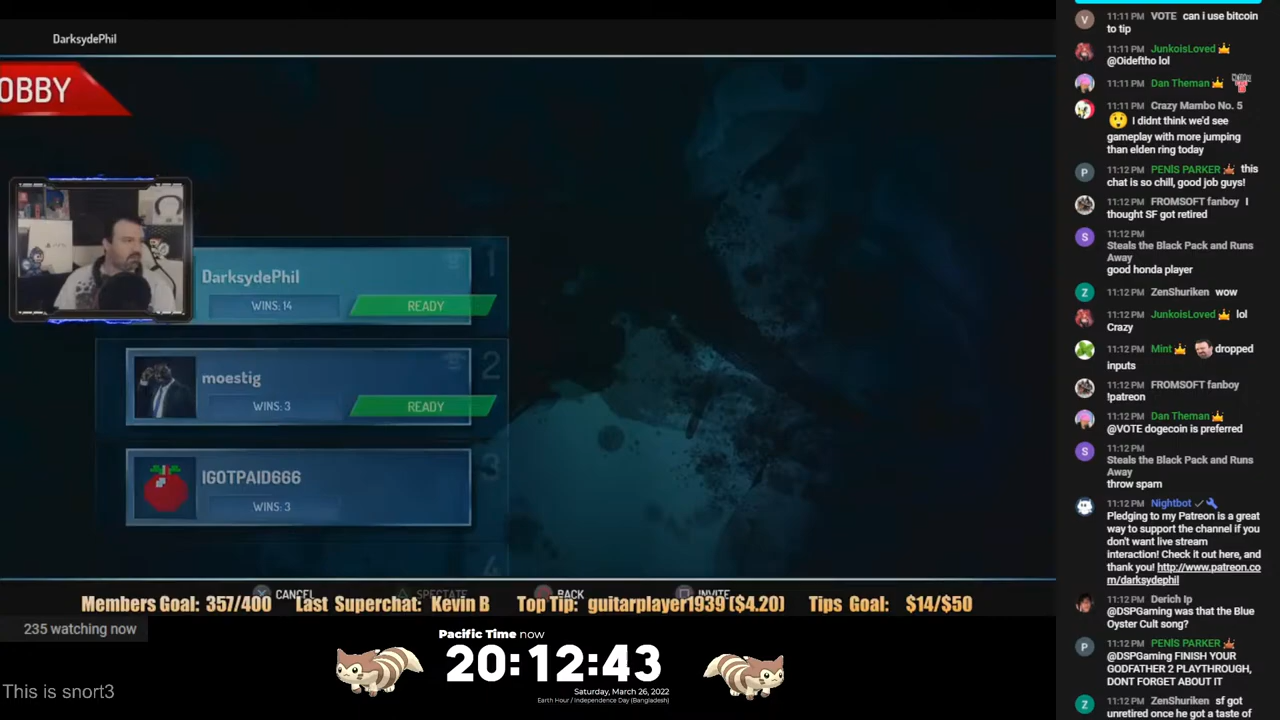 DarksydePhil
OBBY
DarksydePhil
WINS: 14
READY
1
moestig
WINS: 3
READY
2
IGOTPAID666
WINS: 3
3
4
CANCEL SPECTATE BACK INVITE
Members Goal: 357/400 Last Superchat: Kevin B Top Tip: guitarplayer1939 ($4.20) Tips Goal: $14/$50
235 watching now
Pacific Time now
20:12:43
Saturday, March 26, 2022
Earth Hour / Independence Day (Bangladesh)
This is snort3
V 11:11 PM VOTE can i use bitcoin
to tip
11:11 PM JunkoisLoved
@Oideftho lol
11:11 PM Dan Theman
11:11 PM Crazy Mambo No. 5
I didnt think we'd see
gameplay with more jumping
than elden ring today
P 11:12 PM PENIS PARKER this
chat is so chill, good job guys!
11:12 PM FROMSOFT fanboy I
thought SF got retired
S 11:12 PM
Steals the Black Pack and Runs
Away
good honda player
Z 11:12 PM ZenShuriken wow
11:12 PM JunkoisLoved lol
Crazy
11:12 PM Mint dropped
inputs
11:12 PM FROMSOFT fanboy
!patreon
11:12 PM Dan Theman
@VOTE dogecoin is preferred
S 11:12 PM
Steals the Black Pack and Runs
Away
throw spam
11:12 PM Nightbot
Pledging to my Patreon is a great
way to support the channel if you
don't want live stream
interaction! Check it out here, and
thank you! http://www.patreon.co
m/darksydephil
11:12 PM Derich Ip
@DSPGaming was that the Blue
Oyster Cult song?
P 11:12 PM PENIS PARKER
@DSPGaming FINISH YOUR
GODFATHER 2 PLAYTHROUGH,
DONT FORGET ABOUT IT
Z 11:12 PM ZenShuriken sf got
unretired once he got a taste of